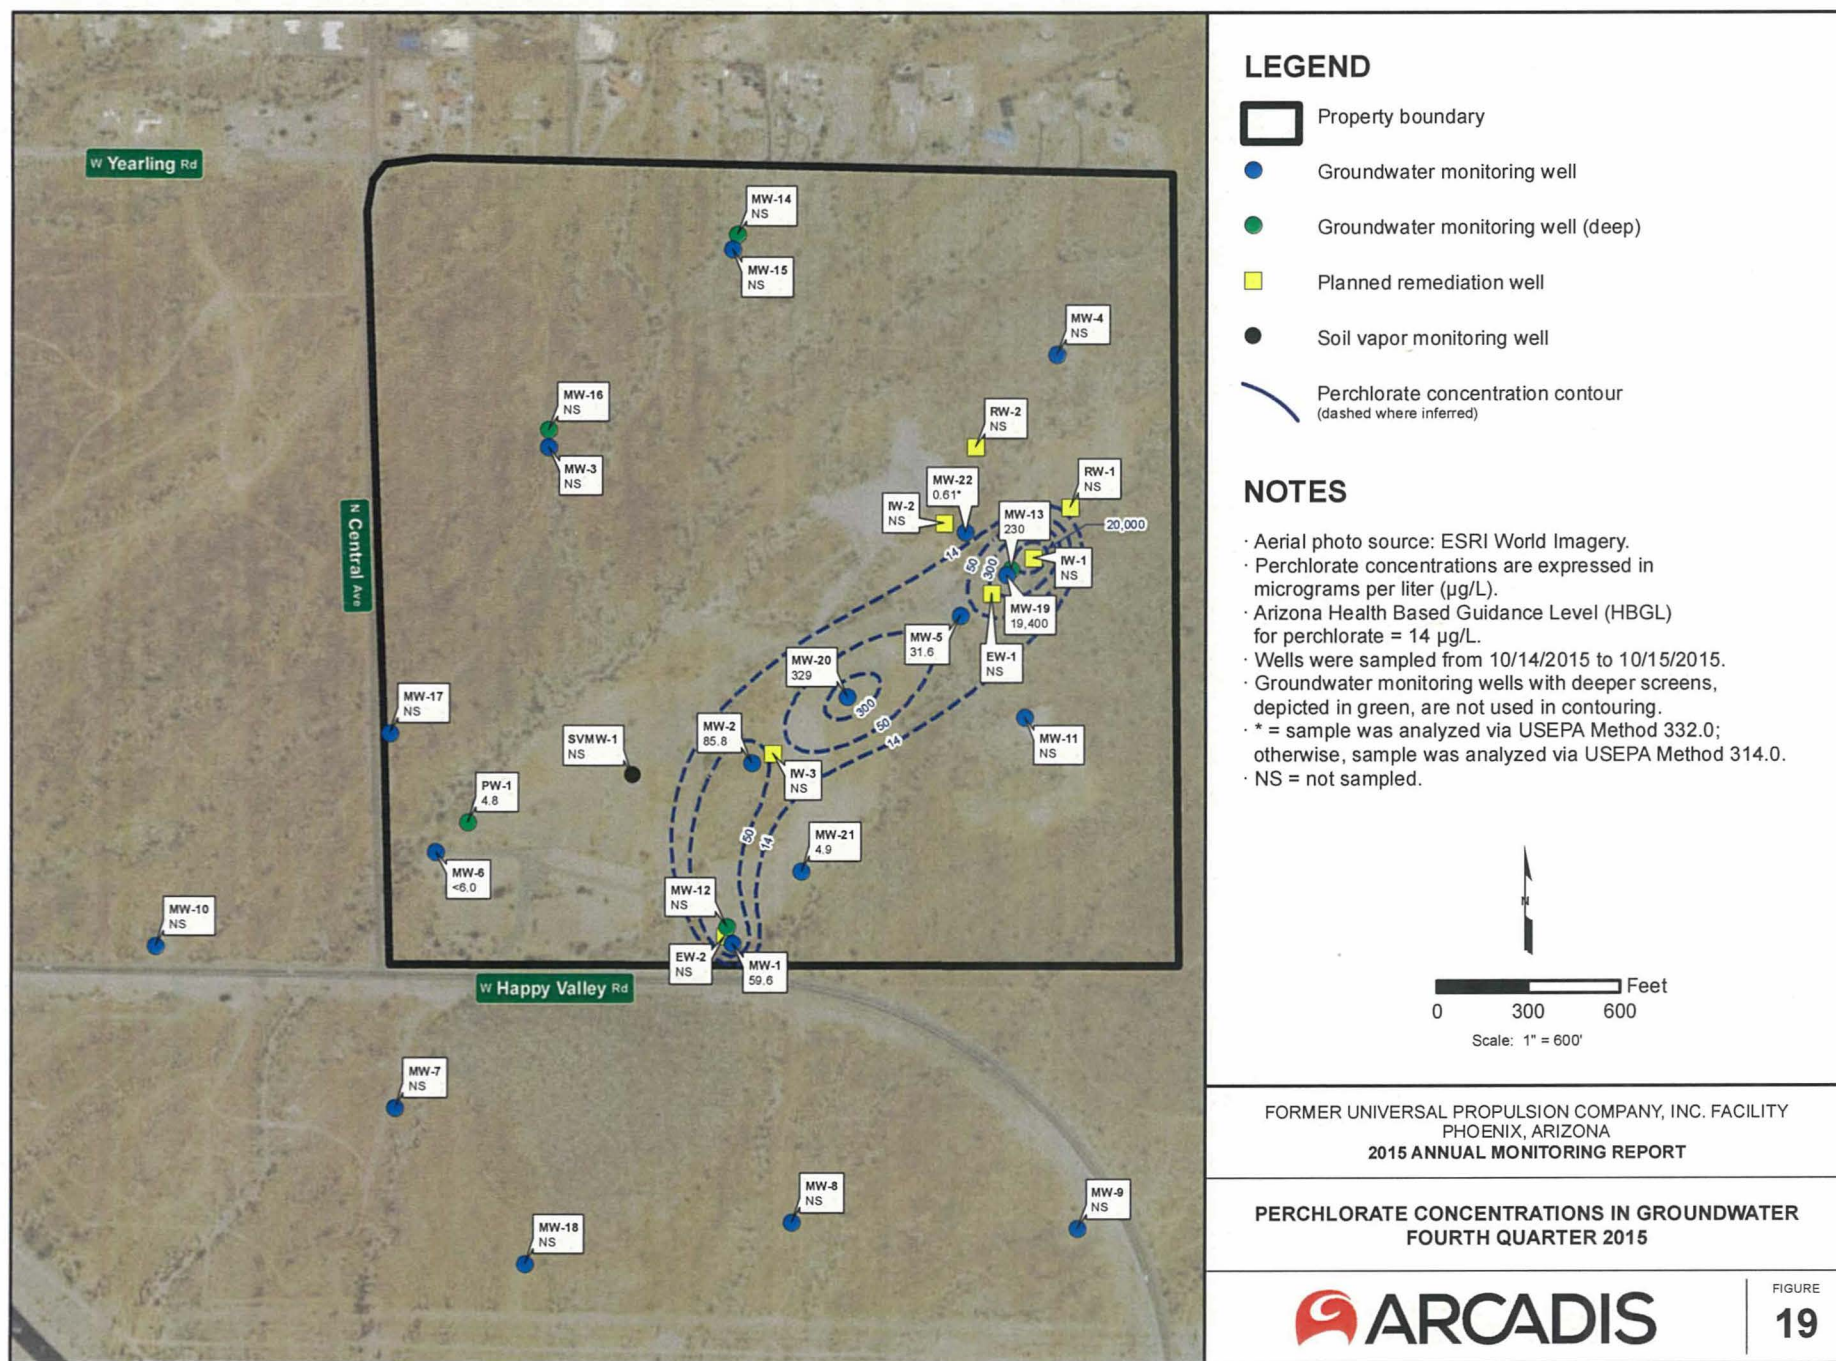 W Yearling Rd
MW-14
NS
MW-15
NS
MW-4
NS
MW-16
NS
MW-3
NS
RW-2
NS
MW-22
0.61*
RW-1
NS
IW-2
NS
MW-13
230
20,000
14
50
300
IW-1
NS
N Central Ave
MW-19
19,400
MW-5
31.6
EW-1
NS
MW-20
329
300
50
14
MW-17
NS
MW-2
85.8
SVMW-1
NS
MW-11
NS
IW-3
NS
PW-1
4.8
50
14
MW-21
4.9
MW-6
<6.0
MW-12
NS
MW-10
NS
EW-2
NS
MW-1
59.6
W Happy Valley Rd
MW-7
NS
MW-8
NS
MW-9
NS
MW-18
NS
LEGEND
Property boundary
Groundwater monitoring well
Groundwater monitoring well (deep)
Planned remediation well
Soil vapor monitoring well
Perchlorate concentration contour
(dashed where inferred)
NOTES
· Aerial photo source: ESRI World Imagery.
· Perchlorate concentrations are expressed in
micrograms per liter (µg/L).
· Arizona Health Based Guidance Level (HBGL)
for perchlorate = 14 µg/L.
· Wells were sampled from 10/14/2015 to 10/15/2015.
· Groundwater monitoring wells with deeper screens,
depicted in green, are not used in contouring.
· * = sample was analyzed via USEPA Method 332.0;
otherwise, sample was analyzed via USEPA Method 314.0.
· NS = not sampled.
N
Feet
0 300 600
Scale: 1" = 600'
FORMER UNIVERSAL PROPULSION COMPANY, INC. FACILITY
PHOENIX, ARIZONA
2015 ANNUAL MONITORING REPORT
PERCHLORATE CONCENTRATIONS IN GROUNDWATER
FOURTH QUARTER 2015
ARCADIS
FIGURE
19